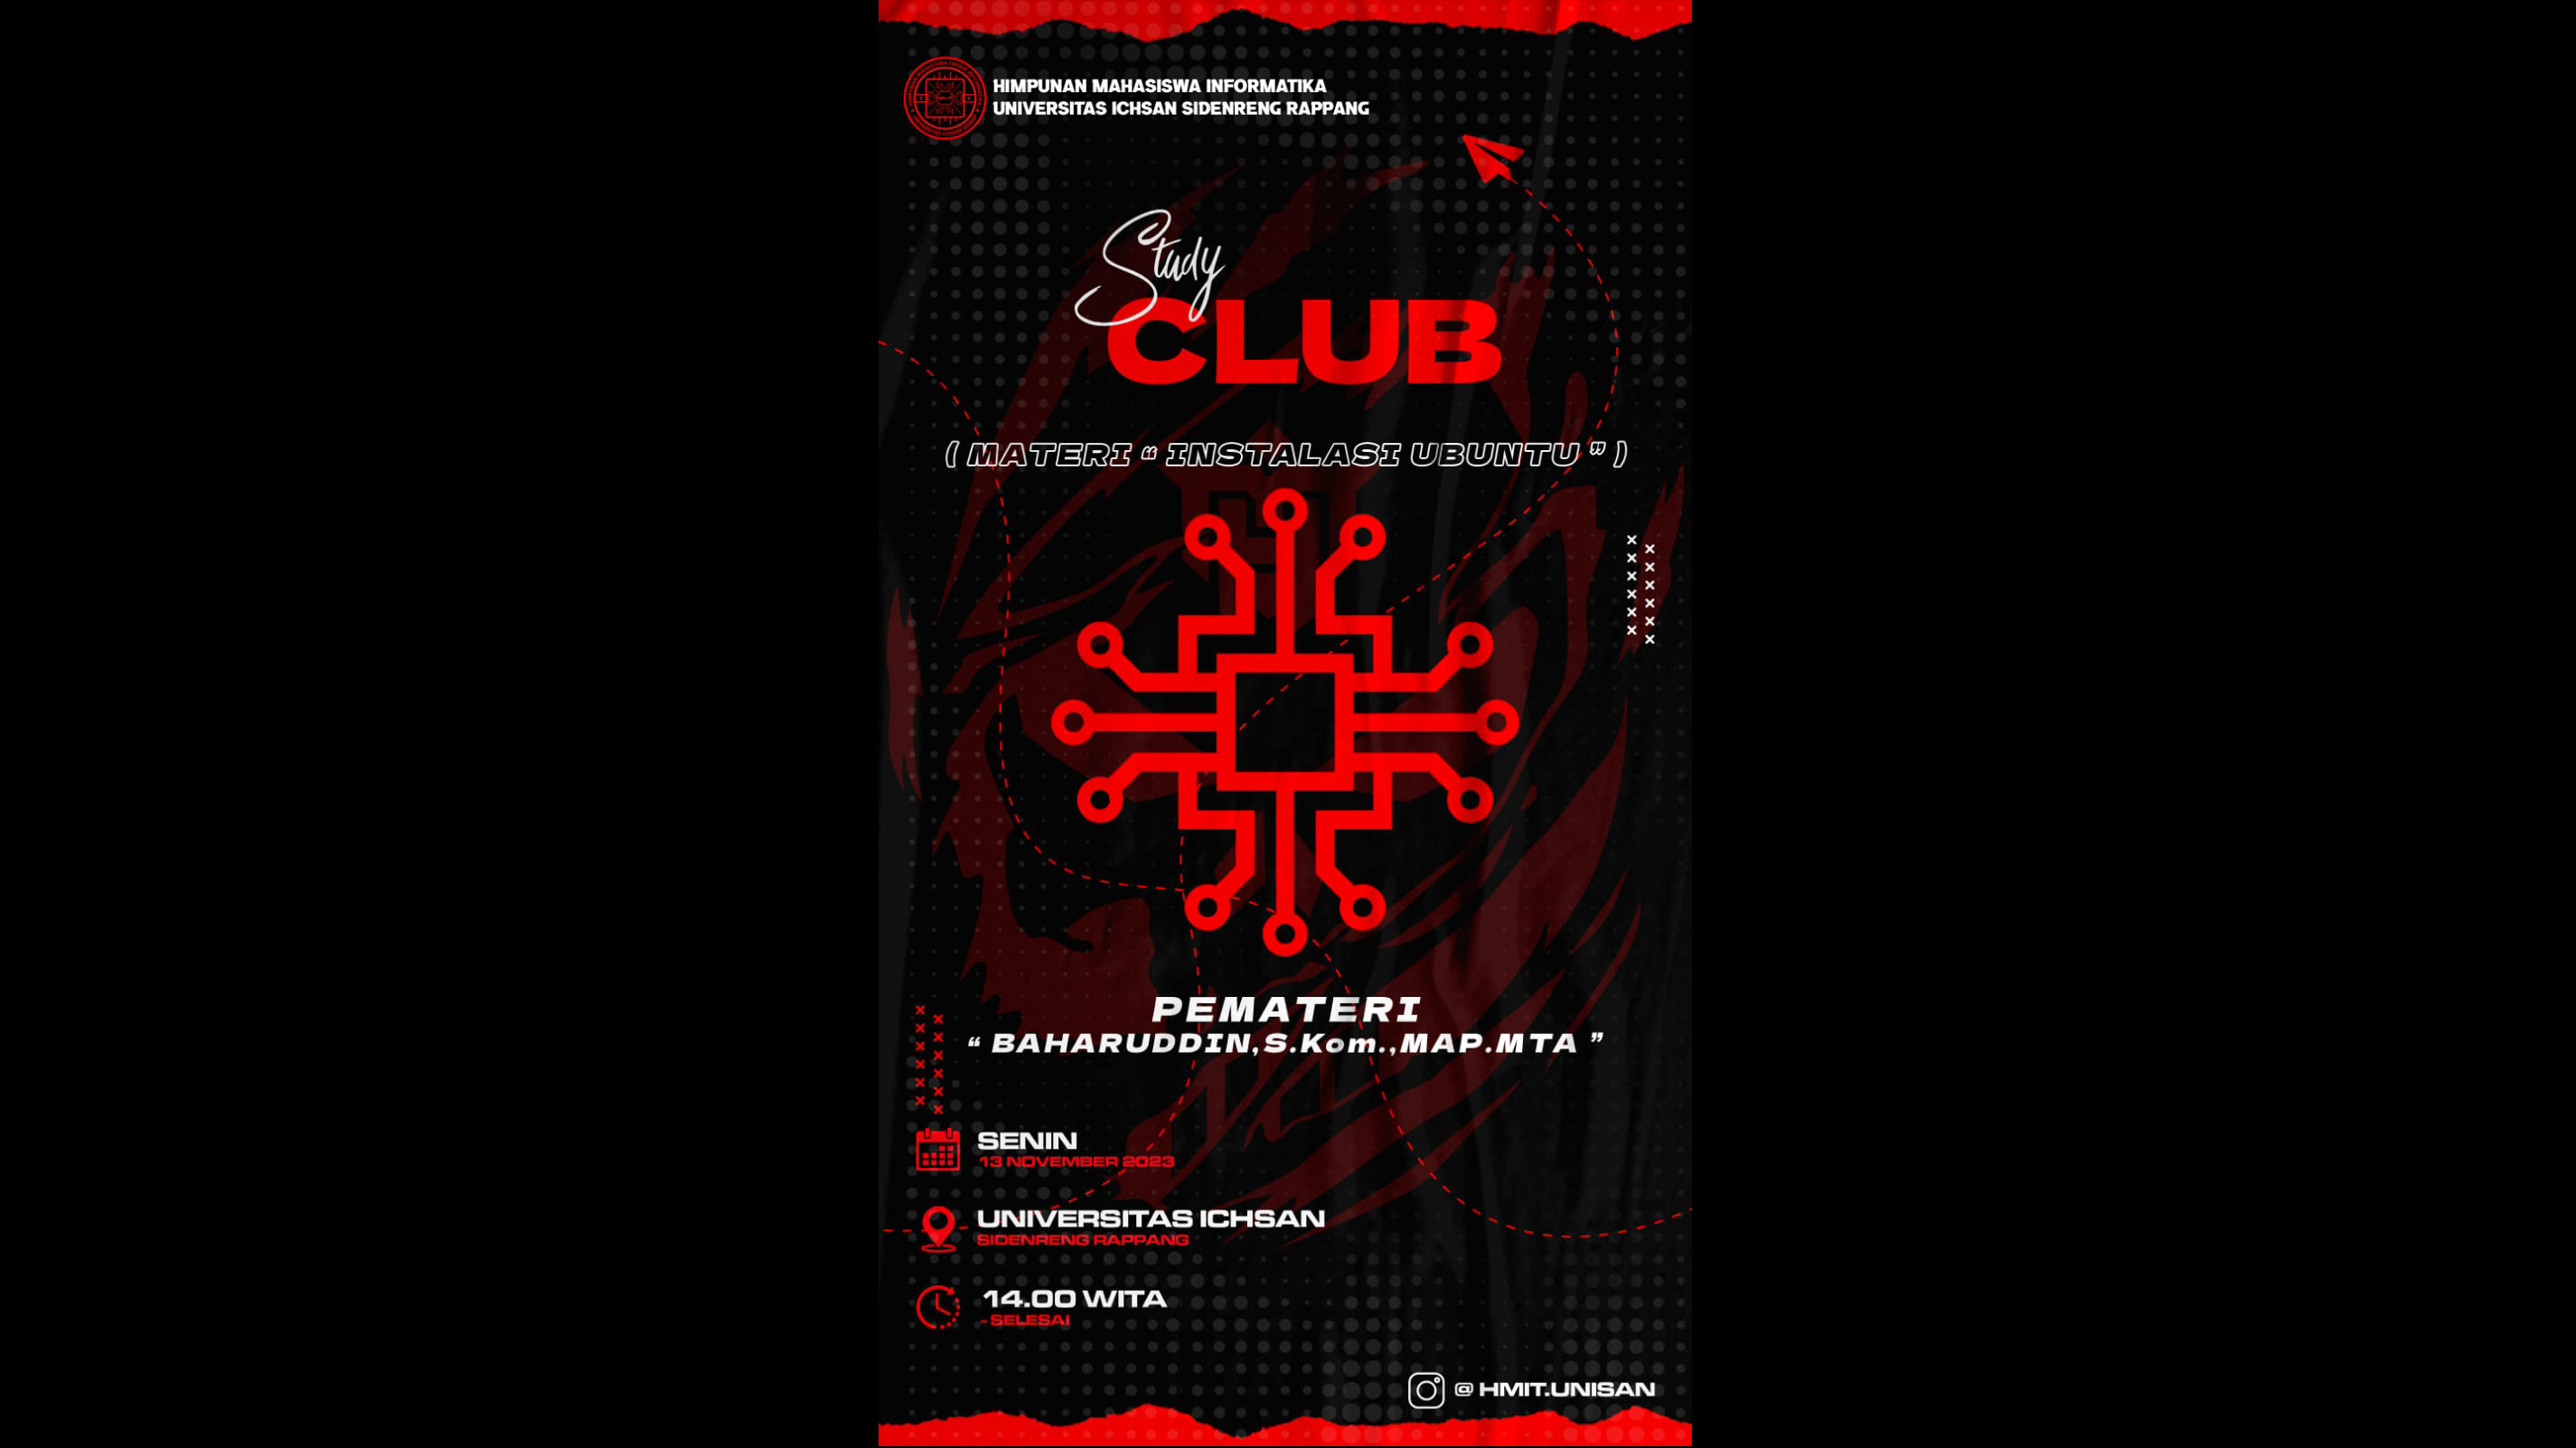 HIMPUNAN MAHASISWA INFORMATIKA
UNIVERSITAS ICHSAN SIDENRENG RAPPANG
Study
CLUB
( MATERI “ INSTALASI UBUNTU ” )
PEMATERI
“ BAHARUDDIN,S.Kom.,MAP.MTA ”
SENIN
13 NOVEMBER 2023
UNIVERSITAS ICHSAN
SIDENRENG RAPPANG
14.00 WITA
- SELESAI
@ HMIT.UNISAN